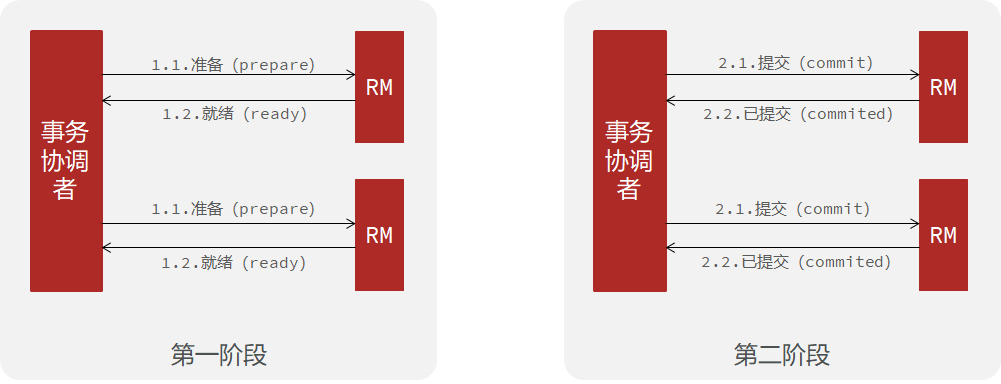 事务
协调
者
1.1.准备（prepare）
1.2.就绪（ready）
RM
1.1.准备（prepare）
1.2.就绪（ready）
RM
第一阶段
事务
协调
者
2.1.提交（commit）
2.2.已提交（commited）
RM
2.1.提交（commit）
2.2.已提交（commited）
RM
第二阶段